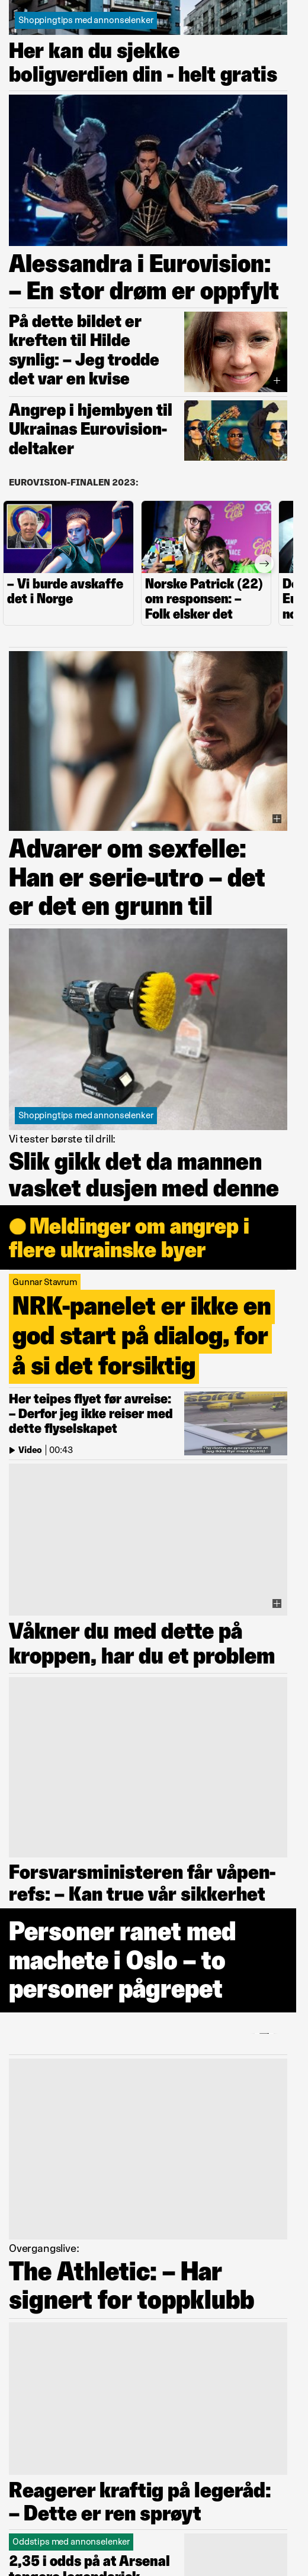 Shoppingtips med annonselenker
Her kan du sjekke
boligverdien din - helt gratis
Alessandra i Eurovision:
– En stor drøm er oppfylt
På dette bildet er
kreften til Hilde
synlig: – Jeg trodde
det var en kvise
Angrep i hjembyen til
Ukrainas Eurovision-
deltaker
EUROVISION-FINALEN 2023:
– Vi burde avskaffe
det i Norge
Norske Patrick (22)
om responsen: –
Folk elsker det
Advarer om sexfelle:
Han er serie-utro – det
er det en grunn til
Shoppingtips med annonselenker
Vi tester børste til drill:
Slik gikk det da mannen
vasket dusjen med denne
Meldinger om angrep i
flere ukrainske byer
Gunnar Stavrum
NRK-panelet er ikke en
god start på dialog, for
å si det forsiktig
Her teipes flyet før avreise:
– Derfor jeg ikke reiser med
dette flyselskapet
Video | 00:43
Våkner du med dette på
kroppen, har du et problem
Forsvarsministeren får våpen-
refs: – Kan true vår sikkerhet
Personer ranet med
machete i Oslo – to
personer pågrepet
Overgangslive:
The Athletic: – Har
signert for toppklubb
Reagerer kraftig på legeråd:
– Dette er ren sprøyt
Oddstips med annonselenker
2,35 i odds på at Arsenal